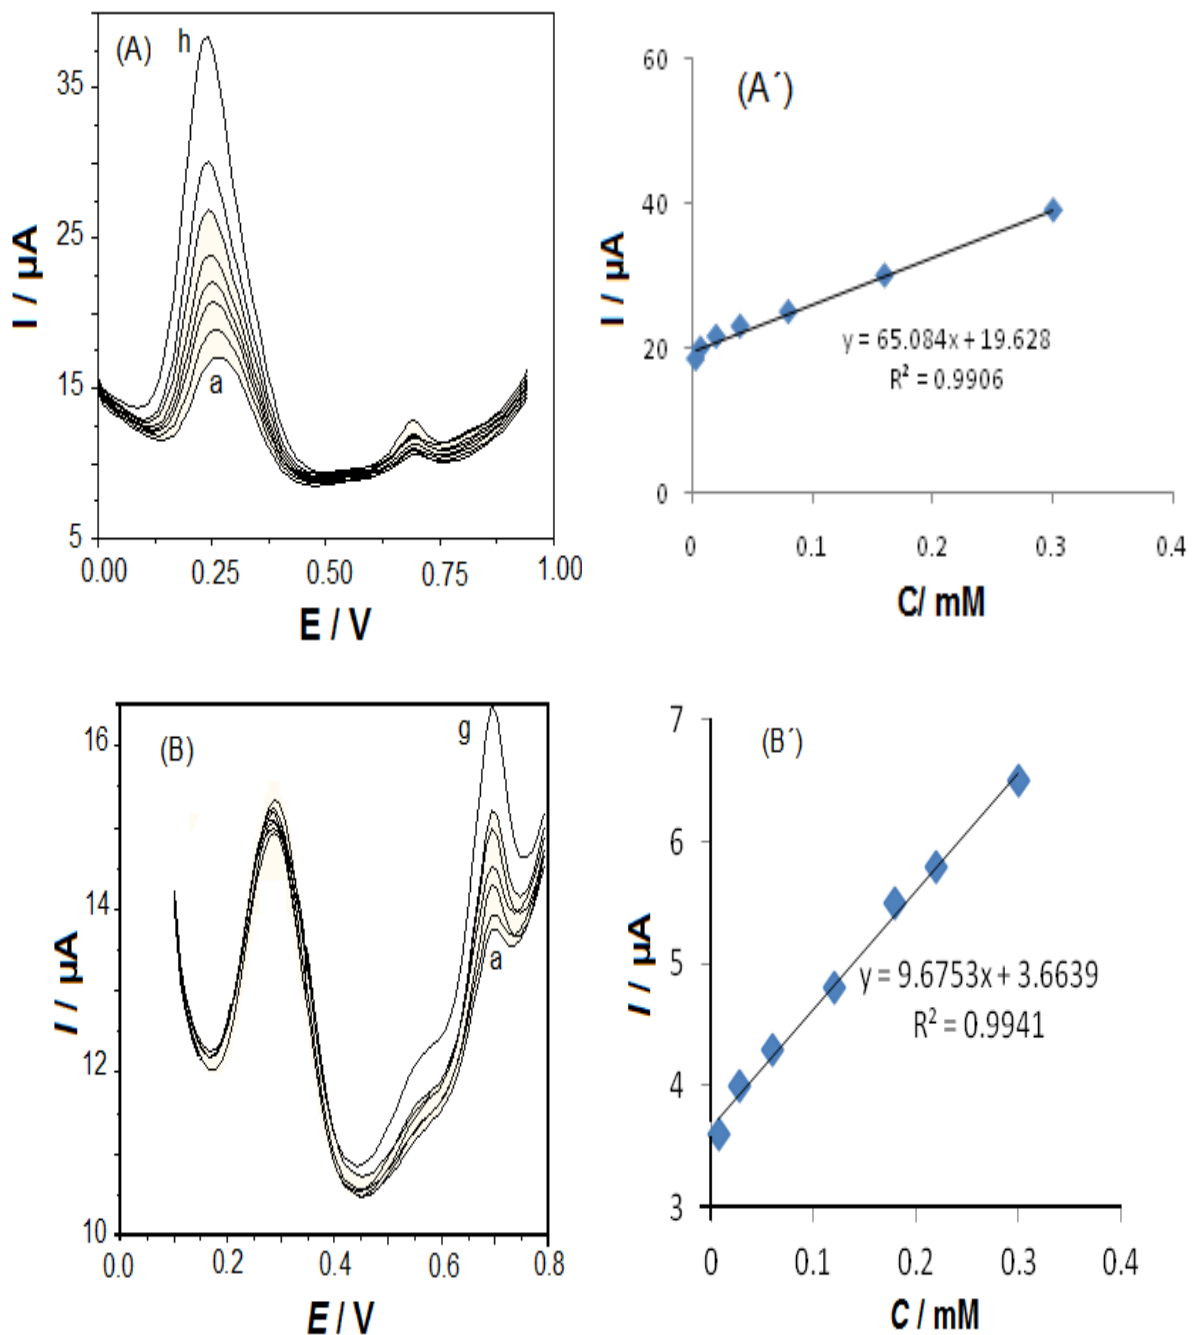 (A)
h
a
35
25
15
5
I / µA
0.00
0.25
0.50
0.75
1.00
E / V
(A´)
60
40
20
0
I / µA
y = 65.084x + 19.628
R² = 0.9906
0
0.1
0.2
0.3
0.4
C/ mM
(B)
g
a
16
14
12
10
I / µA
0.0
0.2
0.4
0.6
0.8
E / V
(B´)
7
6
5
4
3
I / µA
y = 9.6753x + 3.6639
R² = 0.9941
0
0.1
0.2
0.3
0.4
C / mM